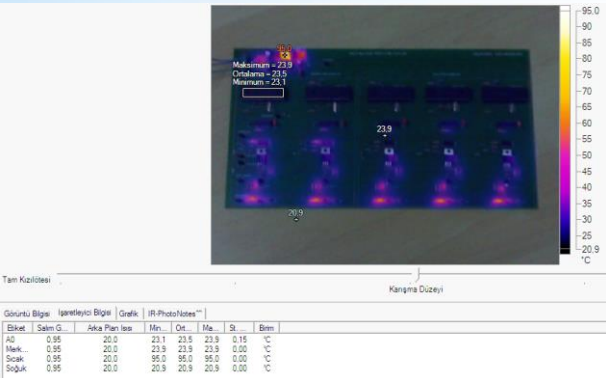 95.0
90
85
80
75
70
65
60
55
50
45
40
35
30
25
20,9
°C
Maksimum = 23,9
Ortalama = 23,5
Minimum = 23,1
23,9
20,9
Tam Kızılötesi
Karışma Düzeyi
Görüntü Bilgisi İşaretleyici Bilgisi Grafik IR-PhotoNotes™
Etiket Salım G... Arka Plan Isısı Min... Ort... Ma... St. ... Birim
A0 0,95 20,0 23,1 23,5 23,9 0,15 °C
Merk... 0,95 20,0 23,9 23,9 23,9 0,00 °C
Sıcak 0,95 20,0 95,0 95,0 95,0 0,00 °C
Soğuk 0,95 20,0 20,9 20,9 20,9 0,00 °C